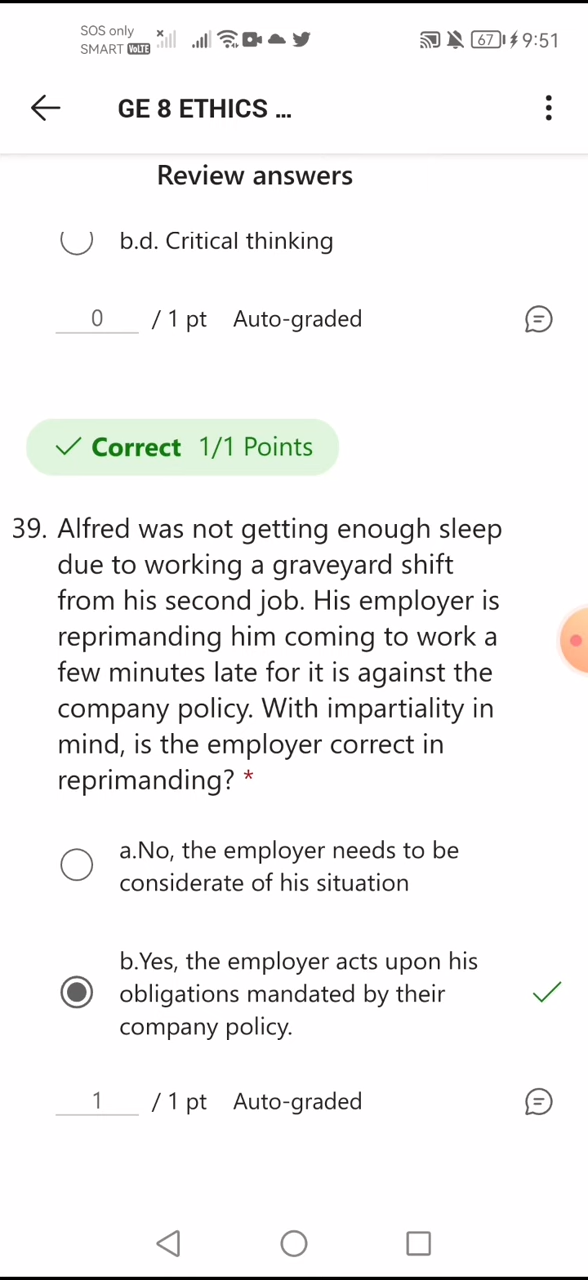 SOS only
SMART VoLTE
67 9:51
GE 8 ETHICS ...
Review answers
b.d. Critical thinking
0 / 1 pt Auto-graded
Correct 1/1 Points
39. Alfred was not getting enough sleep
due to working a graveyard shift
from his second job. His employer is
reprimanding him coming to work a
few minutes late for it is against the
company policy. With impartiality in
mind, is the employer correct in
reprimanding? *
a.No, the employer needs to be
considerate of his situation
b.Yes, the employer acts upon his
obligations mandated by their
company policy.
1 / 1 pt Auto-graded